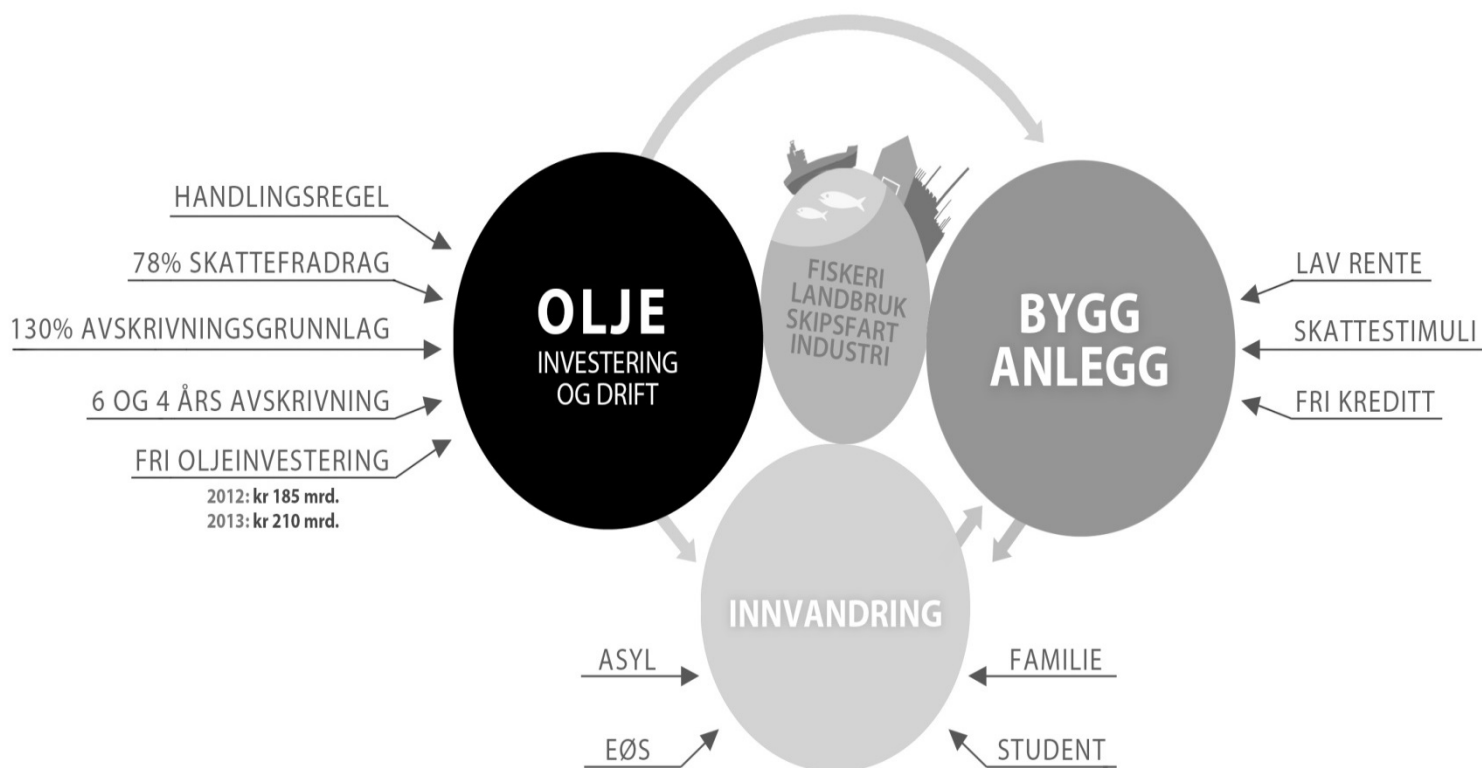 HANDLINGSREGEL
78% SKATTEFRADRAG
130% AVSKRIVNINGSGRUNNLAG
6 OG 4 ÅRS AVSKRIVNING
FRI OLJEINVESTERING
2012: kr 185 mrd.
2013: kr 210 mrd.
OLJE
INVESTERING
OG DRIFT
FISKERI
LANDBRUK
SKIPSFART
INDUSTRI
BYGG
ANLEGG
LAV RENTE
SKATTESTIMULI
FRI KREDITT
INNVANDRING
ASYL
EØS
FAMILIE
STUDENT